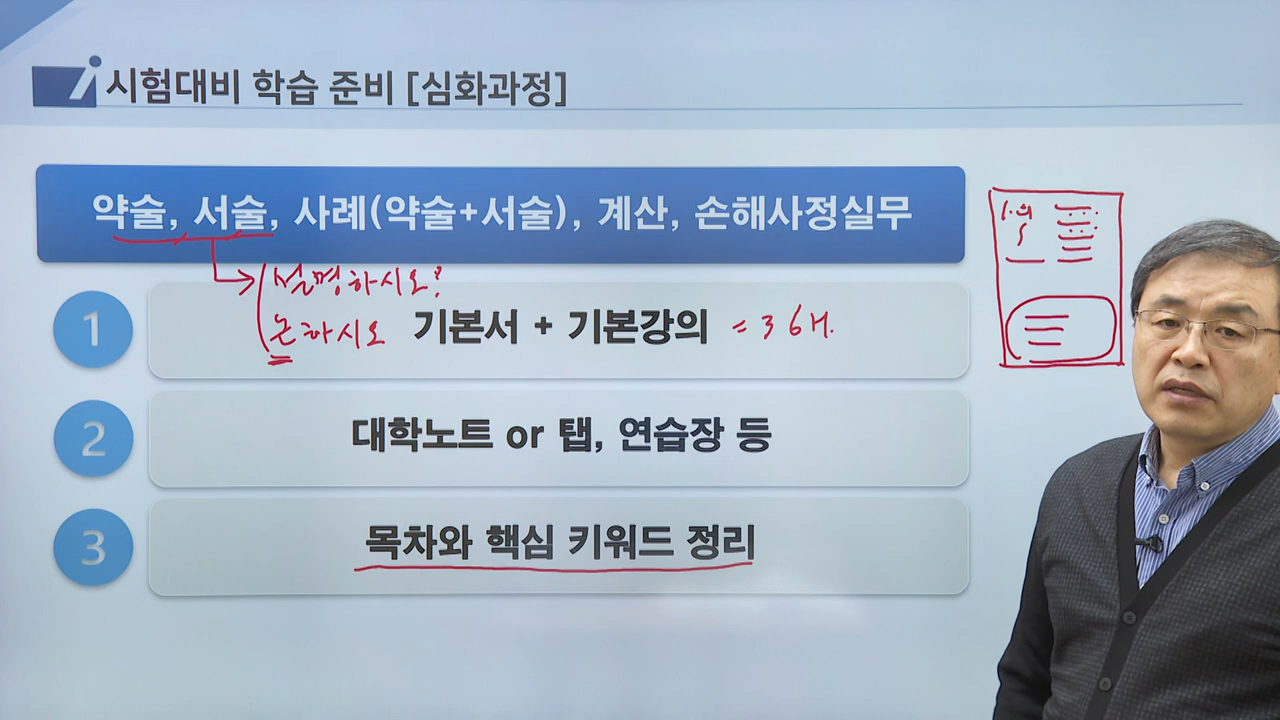 시험대비 학습 준비 [심화과정]
약술, 서술, 사례(약술+서술), 계산, 손해사정실무
설명하시오?
1 논하시오 기본서 + 기본강의 = 36H.
2 대학노트 or 탭, 연습장 등
3 목차와 핵심 키워드 정리
1. 의